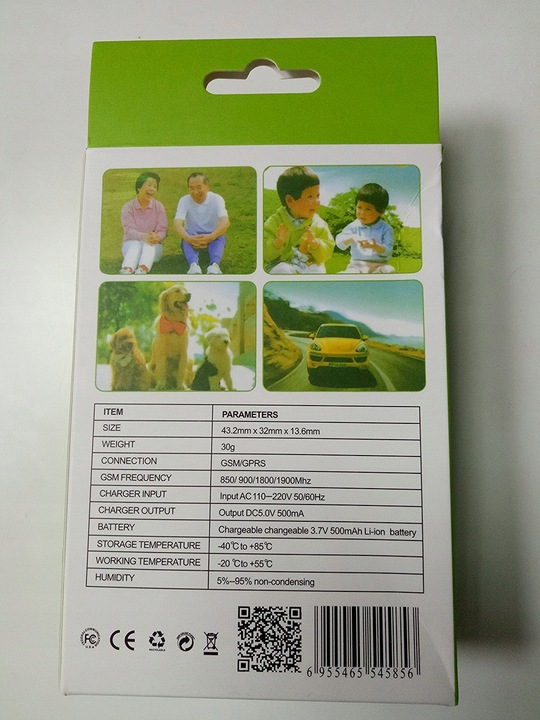 ITEM PARAMETERS
SIZE 43.2mm x 32mm x 13.6mm
WEIGHT 30g
CONNECTION GSM/GPRS
GSM FREQUENCY 850/ 900/1800/1900Mhz
CHARGER INPUT Input AC 110—220V 50/60Hz
CHARGER OUTPUT Output DC5.0V 500mA
BATTERY Chargeable changeable 3.7V 500mAh Li-ion battery
STORAGE TEMPERATURE -40℃ to +85℃
WORKING TEMPERATURE -20 ℃ to +55℃
HUMIDITY 5%—95% non-condensing
FC CE
6 955465 545856